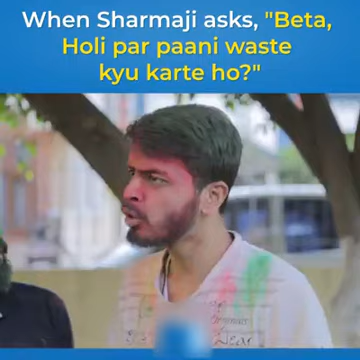 When Sharmaji asks, "Beta,
Holi par paani waste
kyu karte ho?"